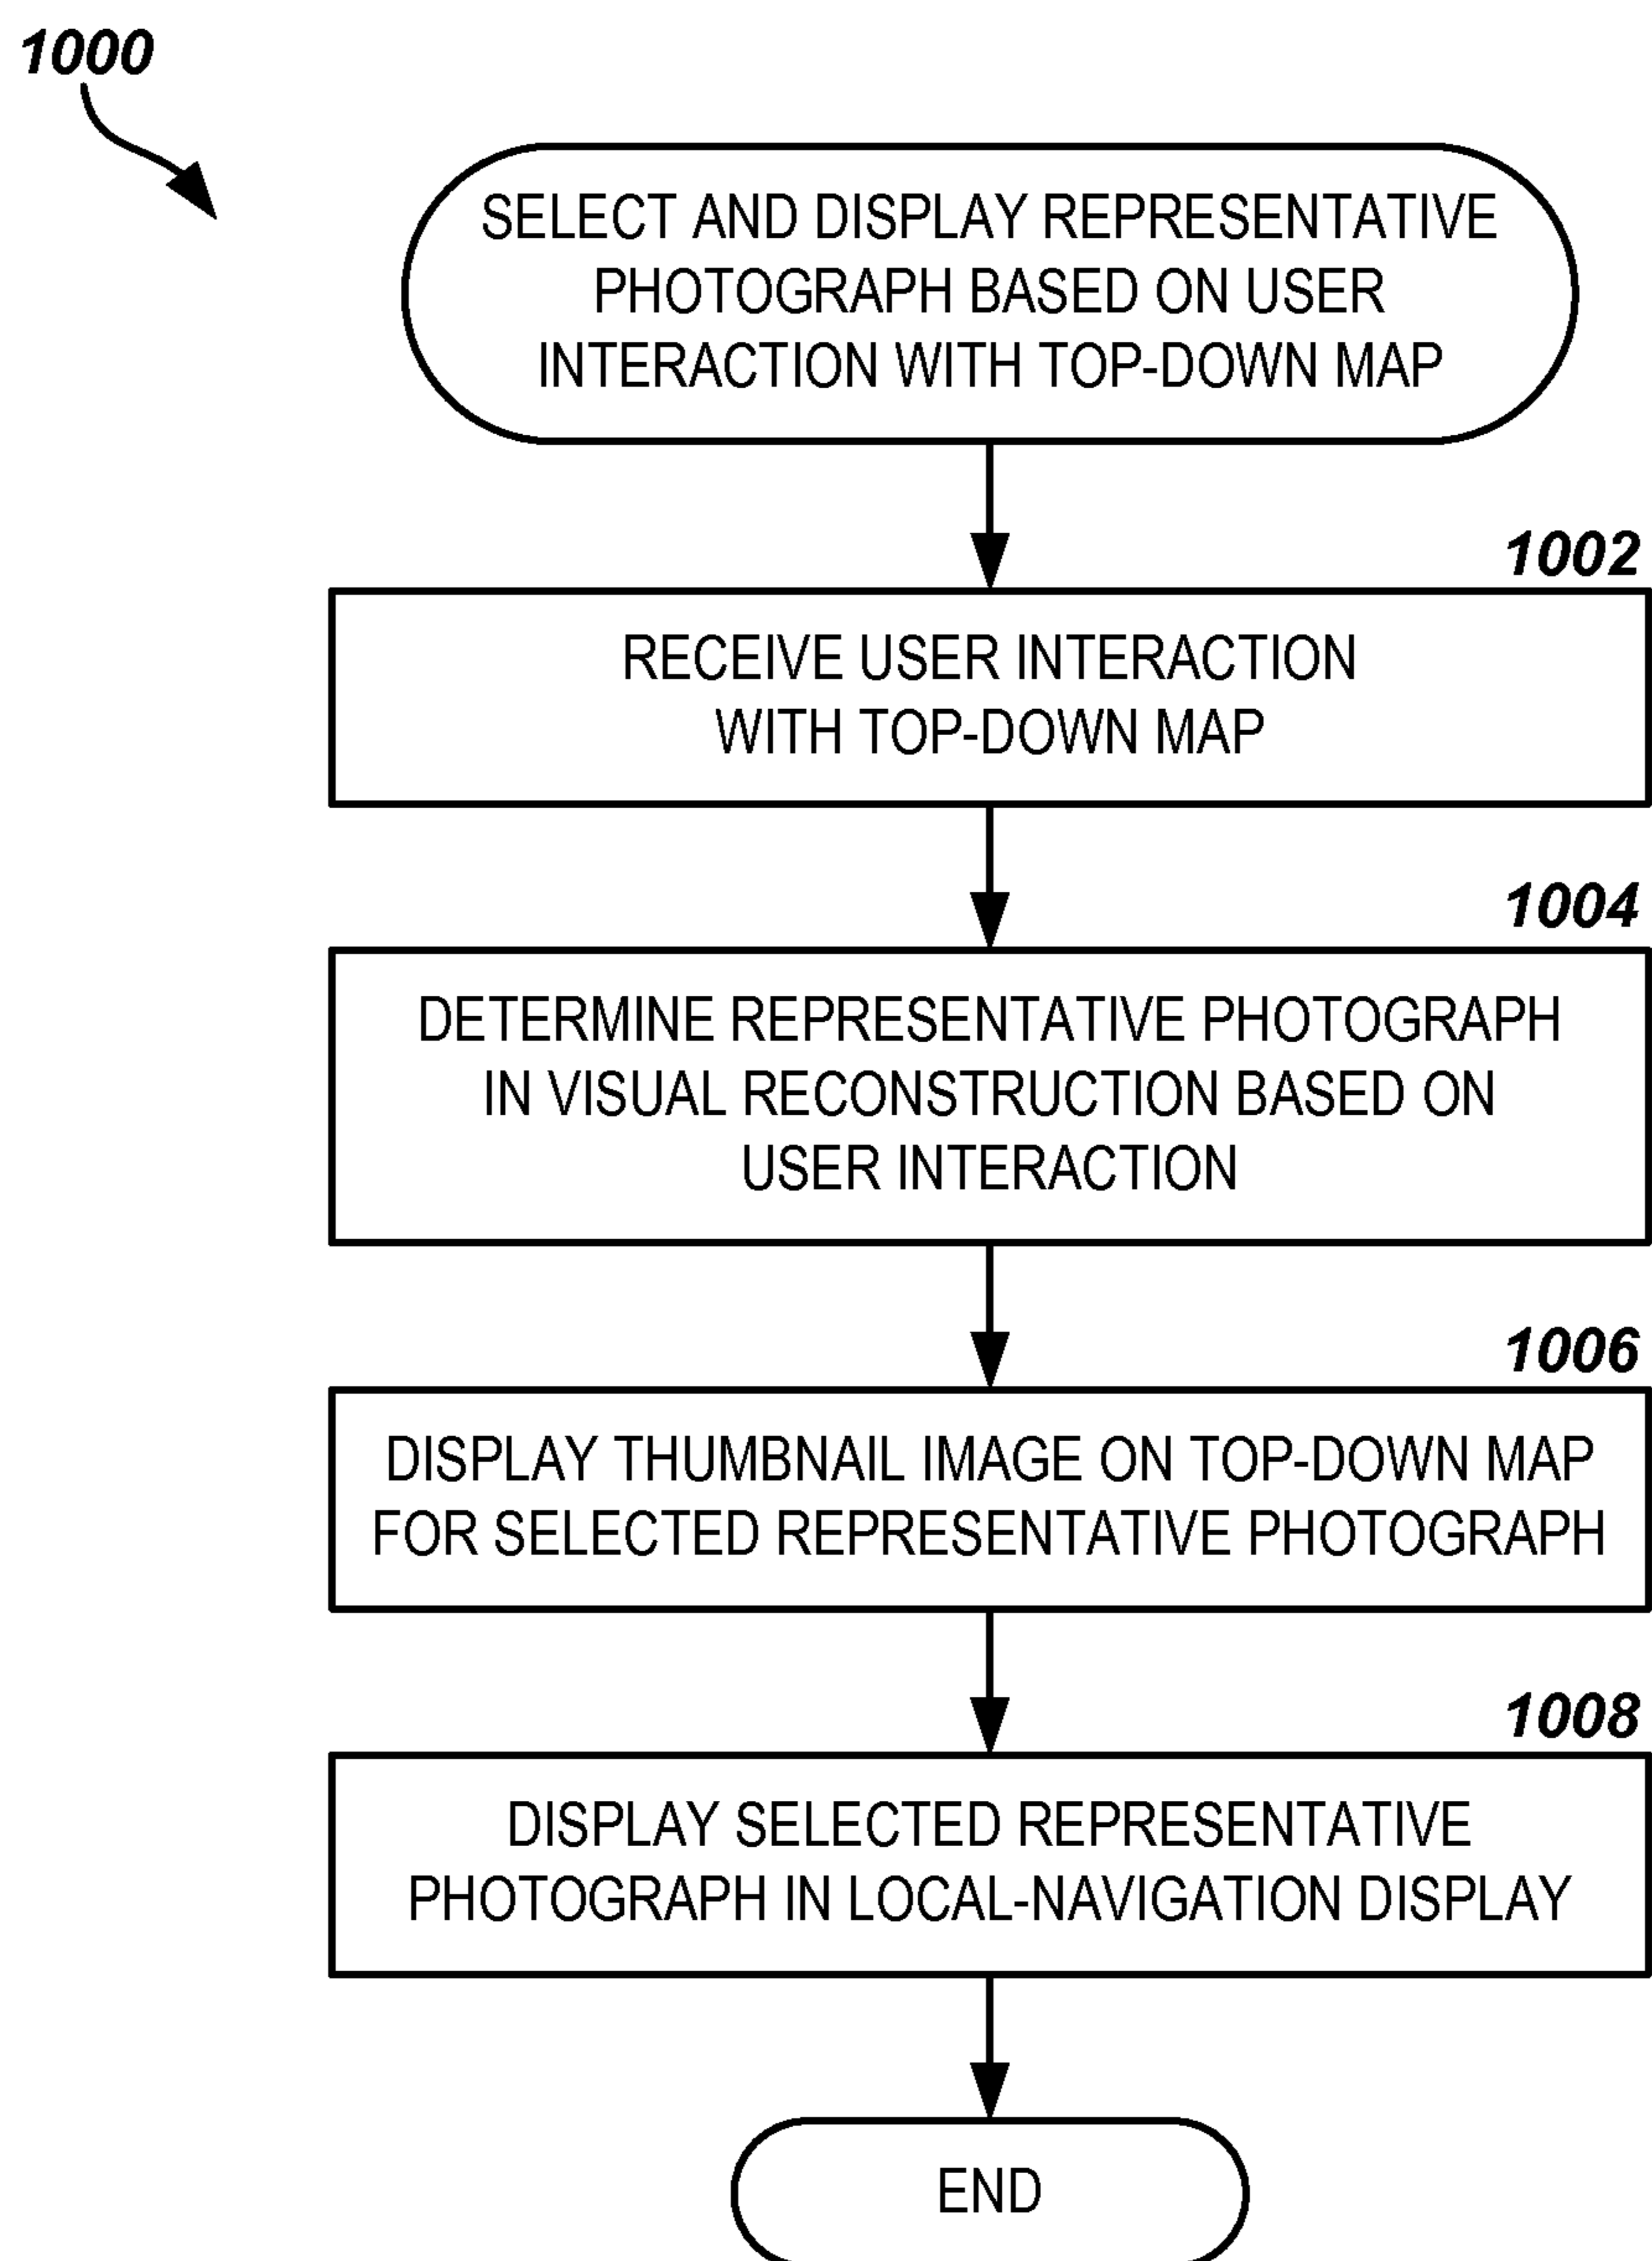 1000
SELECT AND DISPLAY REPRESENTATIVE
PHOTOGRAPH BASED ON USER
INTERACTION WITH TOP-DOWN MAP
1002
RECEIVE USER INTERACTION
WITH TOP-DOWN MAP
1004
DETERMINE REPRESENTATIVE PHOTOGRAPH
IN VISUAL RECONSTRUCTION BASED ON
USER INTERACTION
1006
DISPLAY THUMBNAIL IMAGE ON TOP-DOWN MAP
FOR SELECTED REPRESENTATIVE PHOTOGRAPH
1008
DISPLAY SELECTED REPRESENTATIVE
PHOTOGRAPH IN LOCAL-NAVIGATION DISPLAY
END